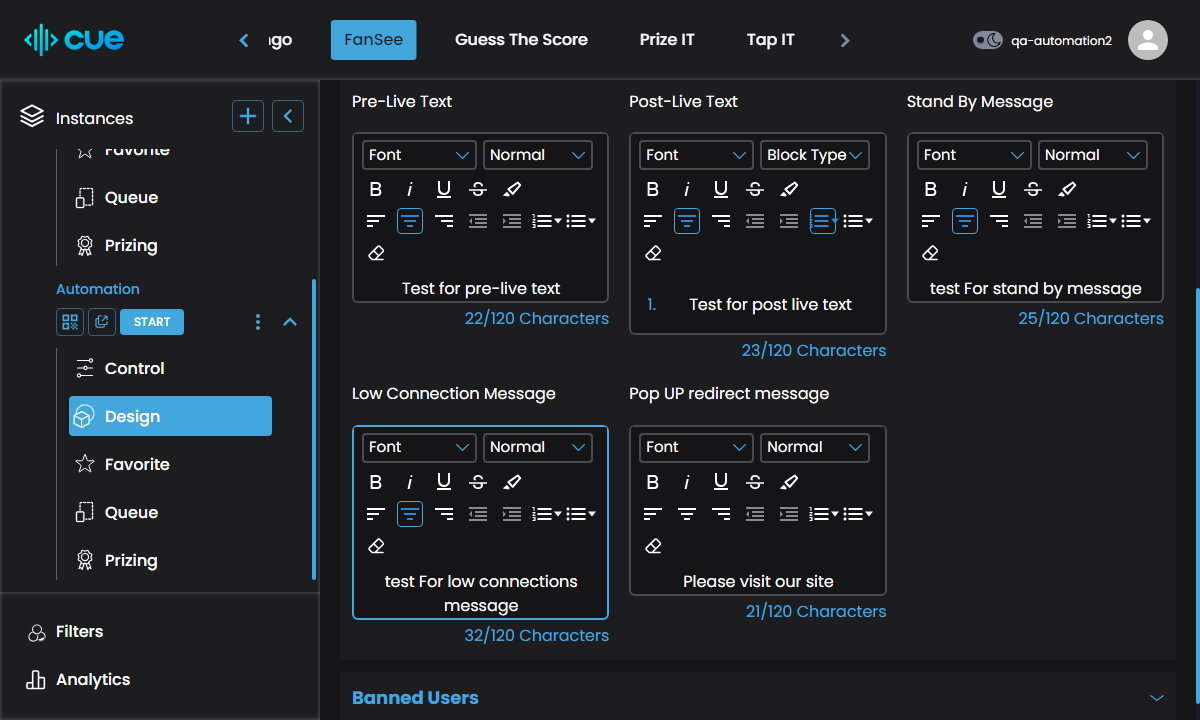 cue
ngo
FanSee
Guess The Score
Prize IT
Tap IT
qa-automation2
Instances
Favorite
Queue
Prizing
Automation
START
Control
Design
Favorite
Queue
Prizing
Filters
Analytics
Pre-Live Text
Font
Normal
B i U S
Test for pre-live text
22/120 Characters
Post-Live Text
Font
Block Type
B i U S
1. Test for post live text
23/120 Characters
Stand By Message
Font
Normal
B i U S
test For stand by message
25/120 Characters
Low Connection Message
Font
Normal
B i U S
test For low connections
message
32/120 Characters
Pop UP redirect message
Font
Normal
B i U S
Please visit our site
21/120 Characters
Banned Users